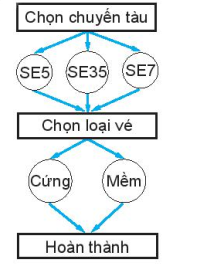 Chọn chuyến tàu
SE5 SE35 SE7
Chọn loại vé
Cứng Mềm
Hoàn thành